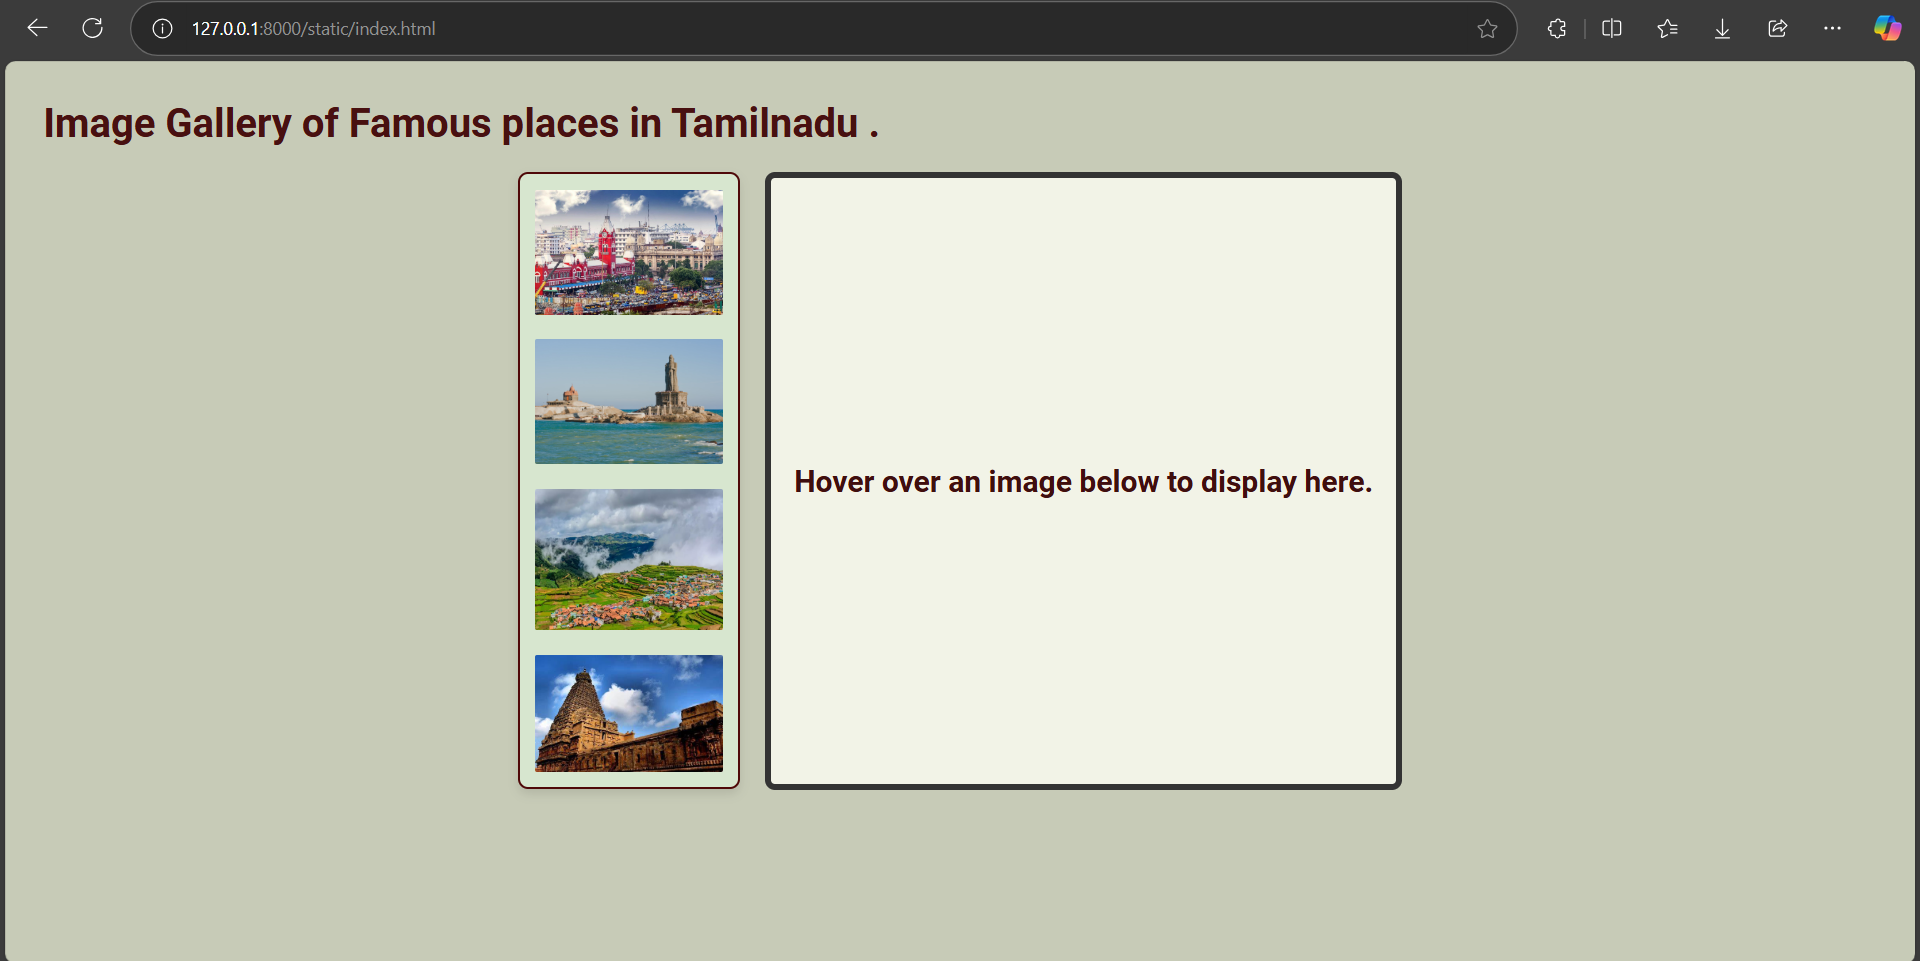 127.0.0.1:8000/static/index.html
Image Gallery of Famous places in Tamilnadu .
Hover over an image below to display here.